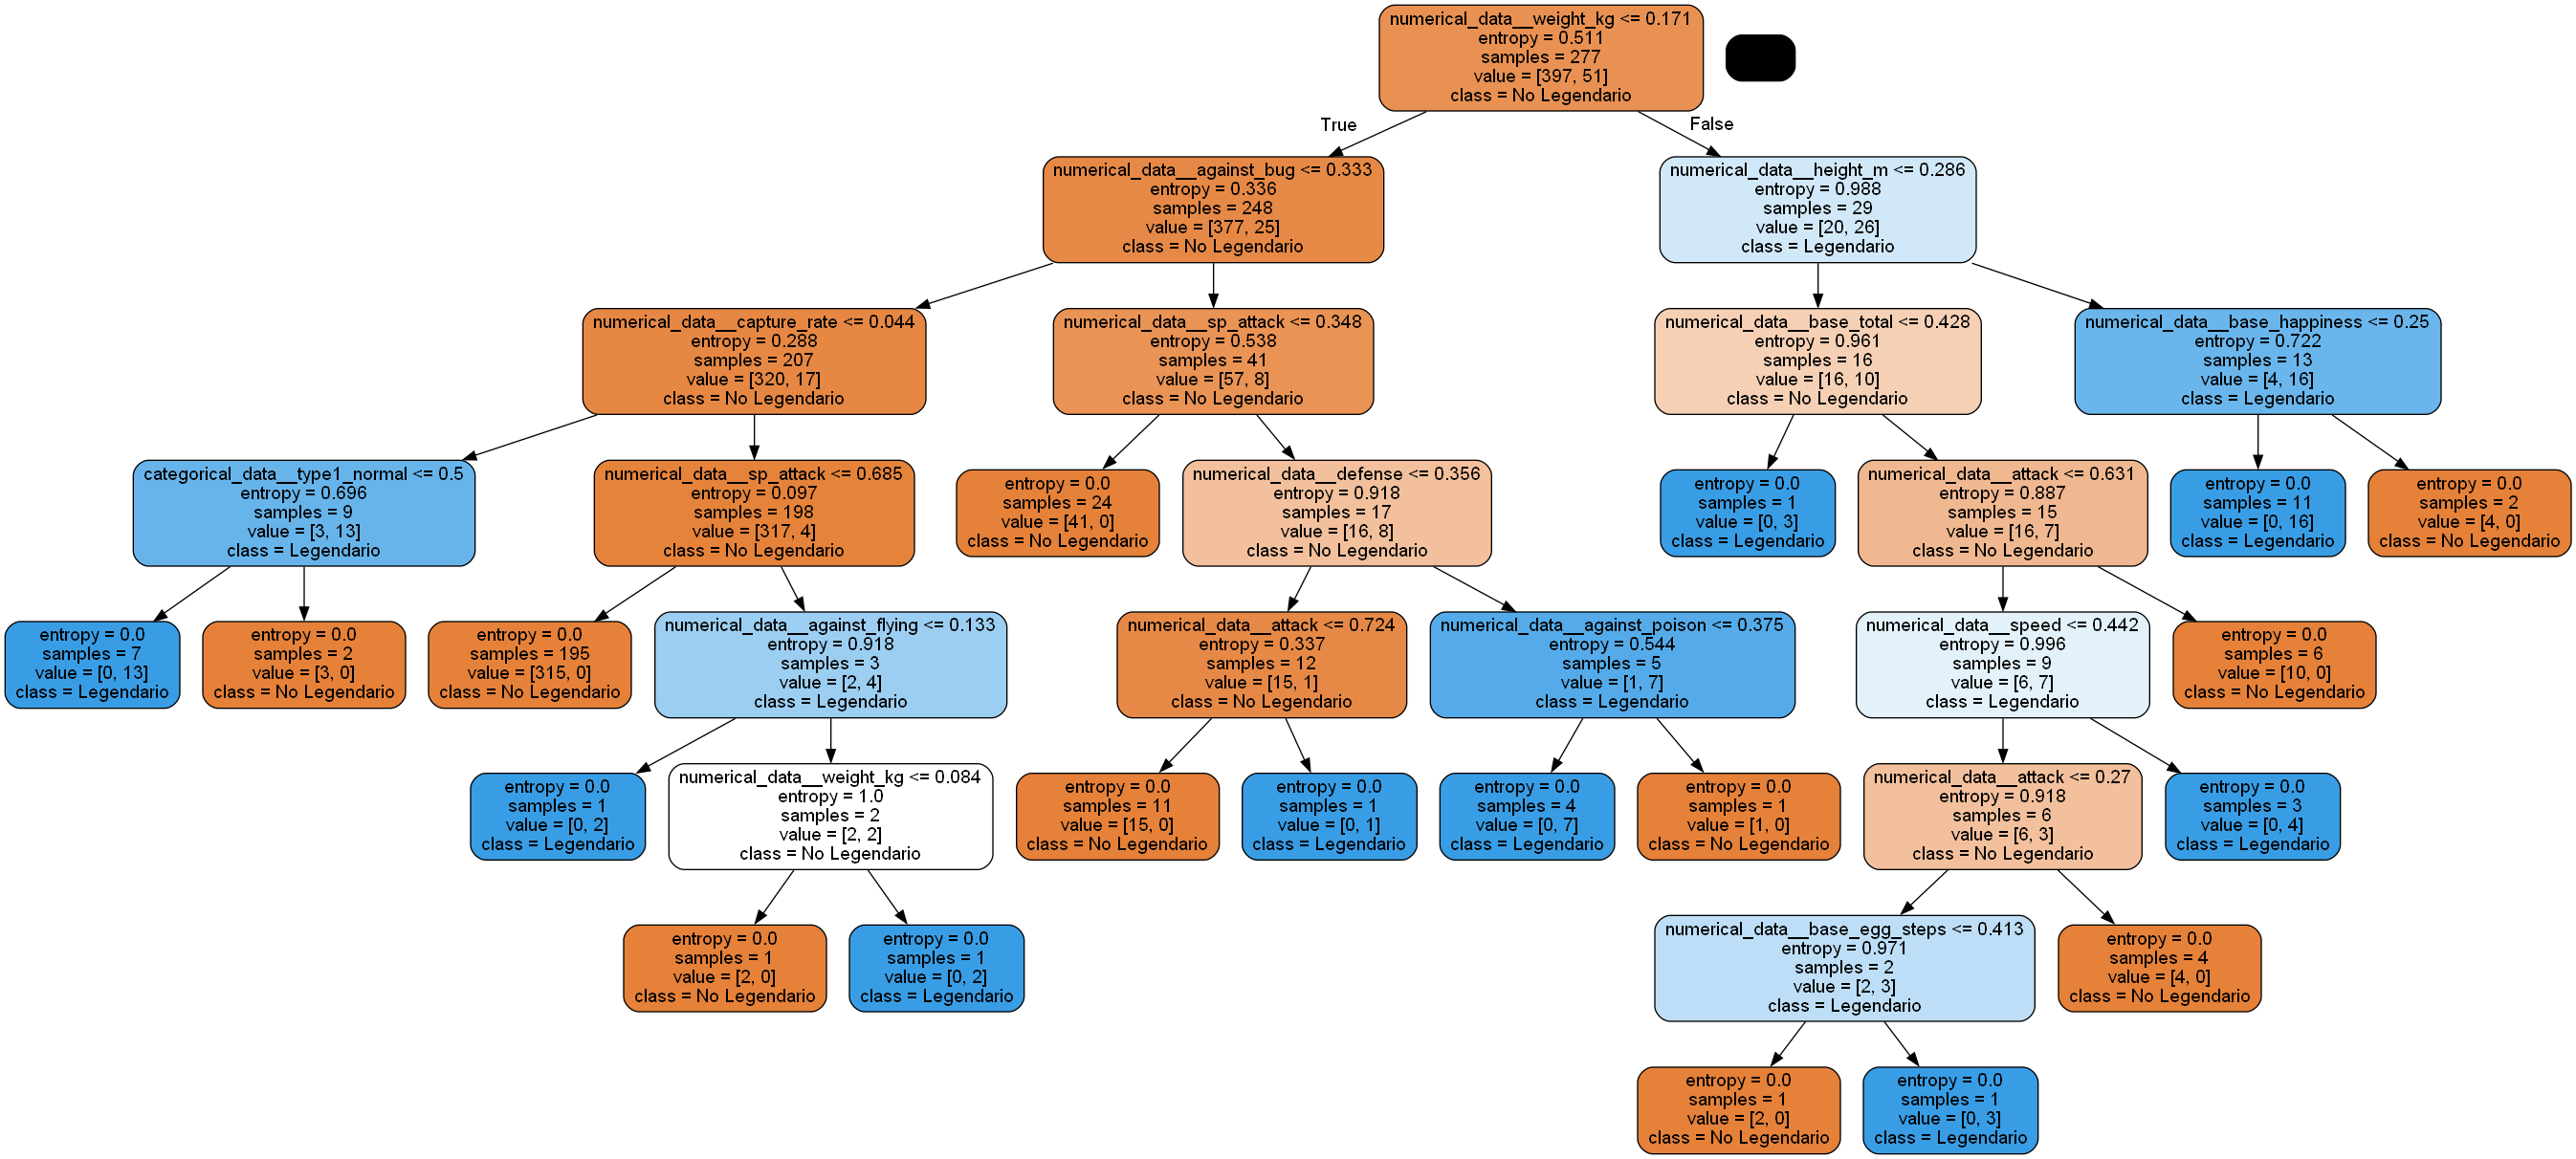 numerical_data__weight_kg <= 0.171
entropy = 0.511
samples = 277
value = [397, 51]
class = No Legendario
True
False
numerical_data__against_bug <= 0.333
entropy = 0.336
samples = 248
value = [377, 25]
class = No Legendario
numerical_data__height_m <= 0.286
entropy = 0.988
samples = 29
value = [20, 26]
class = Legendario
numerical_data__capture_rate <= 0.044
entropy = 0.288
samples = 207
value = [320, 17]
class = No Legendario
numerical_data__sp_attack <= 0.348
entropy = 0.538
samples = 41
value = [57, 8]
class = No Legendario
numerical_data__base_total <= 0.428
entropy = 0.961
samples = 16
value = [16, 10]
class = No Legendario
numerical_data__base_happiness <= 0.25
entropy = 0.722
samples = 13
value = [4, 16]
class = Legendario
categorical_data__type1_normal <= 0.5
entropy = 0.696
samples = 9
value = [3, 13]
class = Legendario
numerical_data__sp_attack <= 0.685
entropy = 0.097
samples = 198
value = [317, 4]
class = No Legendario
entropy = 0.0
samples = 24
value = [41, 0]
class = No Legendario
numerical_data__defense <= 0.356
entropy = 0.918
samples = 17
value = [16, 8]
class = No Legendario
entropy = 0.0
samples = 1
value = [0, 3]
class = Legendario
numerical_data__attack <= 0.631
entropy = 0.887
samples = 15
value = [16, 7]
class = No Legendario
entropy = 0.0
samples = 11
value = [0, 16]
class = Legendario
entropy = 0.0
samples = 2
value = [4, 0]
class = No Legendario
entropy = 0.0
samples = 7
value = [0, 13]
class = Legendario
entropy = 0.0
samples = 2
value = [3, 0]
class = No Legendario
entropy = 0.0
samples = 195
value = [315, 0]
class = No Legendario
numerical_data__against_flying <= 0.133
entropy = 0.918
samples = 3
value = [2, 4]
class = Legendario
numerical_data__attack <= 0.724
entropy = 0.337
samples = 12
value = [15, 1]
class = No Legendario
numerical_data__against_poison <= 0.375
entropy = 0.544
samples = 5
value = [1, 7]
class = Legendario
numerical_data__speed <= 0.442
entropy = 0.996
samples = 9
value = [6, 7]
class = Legendario
entropy = 0.0
samples = 6
value = [10, 0]
class = No Legendario
entropy = 0.0
samples = 1
value = [0, 2]
class = Legendario
numerical_data__weight_kg <= 0.084
entropy = 1.0
samples = 2
value = [2, 2]
class = No Legendario
entropy = 0.0
samples = 11
value = [15, 0]
class = No Legendario
entropy = 0.0
samples = 1
value = [0, 1]
class = Legendario
entropy = 0.0
samples = 4
value = [0, 7]
class = Legendario
entropy = 0.0
samples = 1
value = [1, 0]
class = No Legendario
numerical_data__attack <= 0.27
entropy = 0.918
samples = 6
value = [6, 3]
class = No Legendario
entropy = 0.0
samples = 3
value = [0, 4]
class = Legendario
entropy = 0.0
samples = 1
value = [2, 0]
class = No Legendario
entropy = 0.0
samples = 1
value = [0, 2]
class = Legendario
numerical_data__base_egg_steps <= 0.413
entropy = 0.971
samples = 2
value = [2, 3]
class = Legendario
entropy = 0.0
samples = 4
value = [4, 0]
class = No Legendario
entropy = 0.0
samples = 1
value = [2, 0]
class = No Legendario
entropy = 0.0
samples = 1
value = [0, 3]
class = Legendario